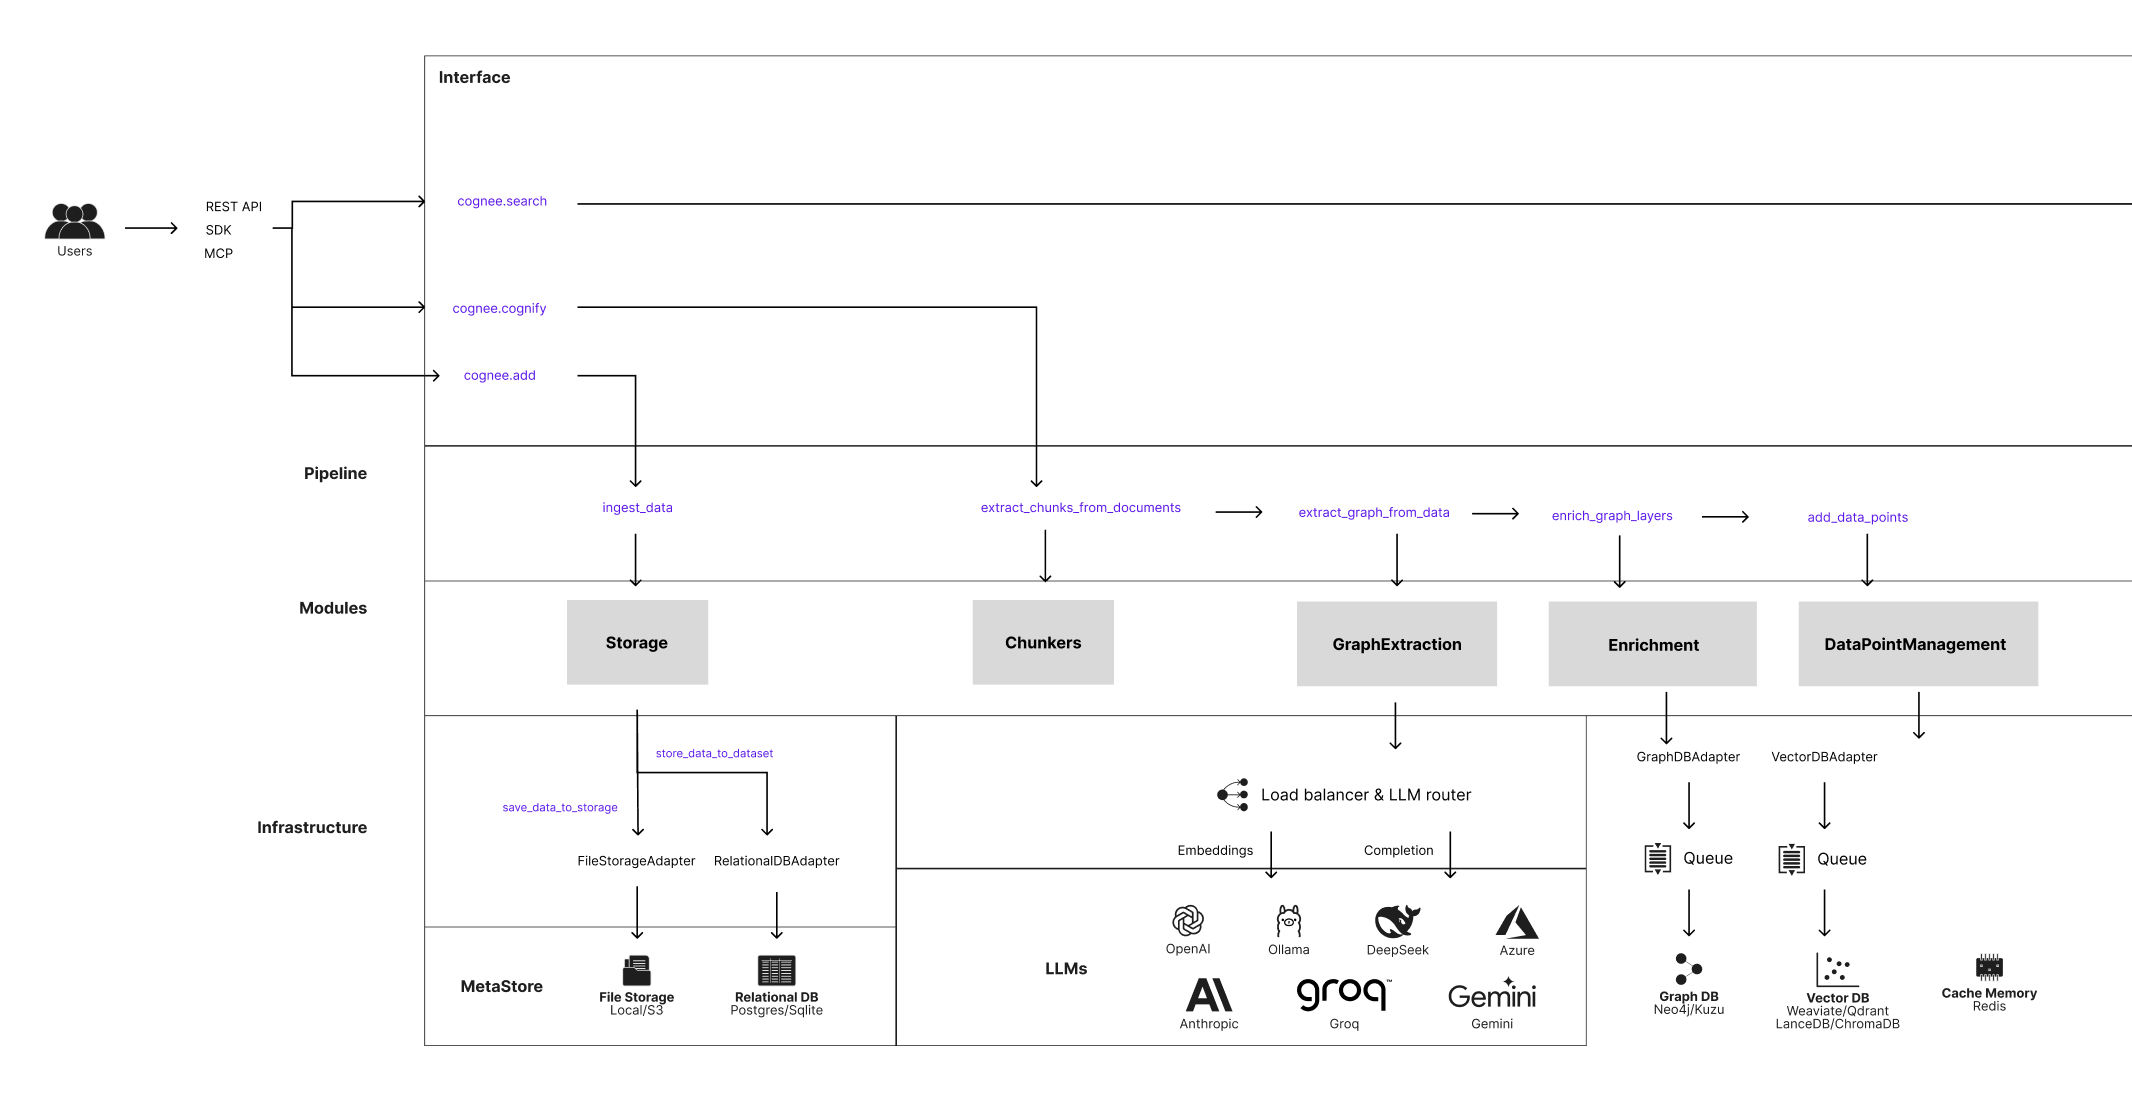 Interface
REST API
SDK
MCP
Users
cognee.search
cognee.cognify
cognee.add
Pipeline
ingest_data
extract_chunks_from_documents
extract_graph_from_data
enrich_graph_layers
add_data_points
Modules
Storage
Chunkers
GraphExtraction
Enrichment
DataPointManagement
Infrastructure
store_data_to_dataset
save_data_to_storage
FileStorageAdapter
RelationalDBAdapter
Load balancer & LLM router
Embeddings
Completion
GraphDBAdapter
VectorDBAdapter
Queue
Queue
MetaStore
File Storage
Local/S3
Relational DB
Postgres/Sqlite
LLMs
OpenAI
Ollama
DeepSeek
Azure
Anthropic
groq™
Groq
Gemini
Gemini
Graph DB
Neo4j/Kuzu
Vector DB
Weaviate/Qdrant
LanceDB/ChromaDB
Cache Memory
Redis